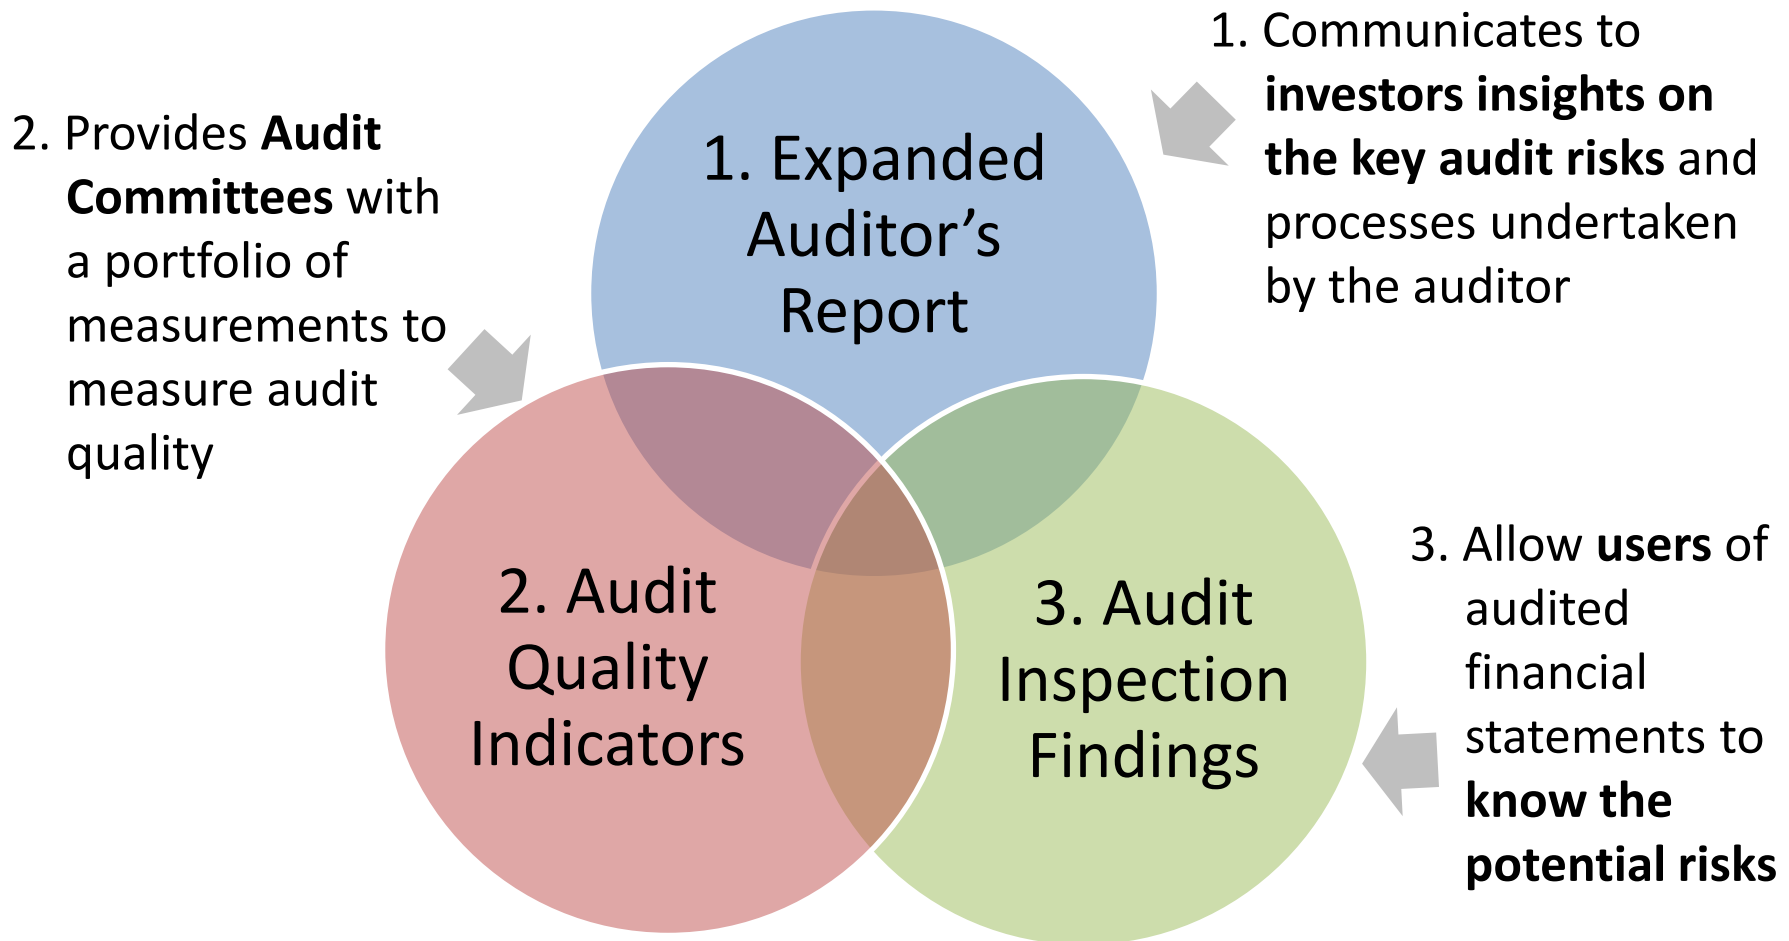 1. Communicates to
investors insights on
the key audit risks and
processes undertaken
by the auditor
2. Provides Audit
Committees with
a portfolio of
measurements to
measure audit
quality
1. Expanded
Auditor’s
Report
2. Audit
Quality
Indicators
3. Audit
Inspection
Findings
3. Allow users of
audited
financial
statements to
know the
potential risks